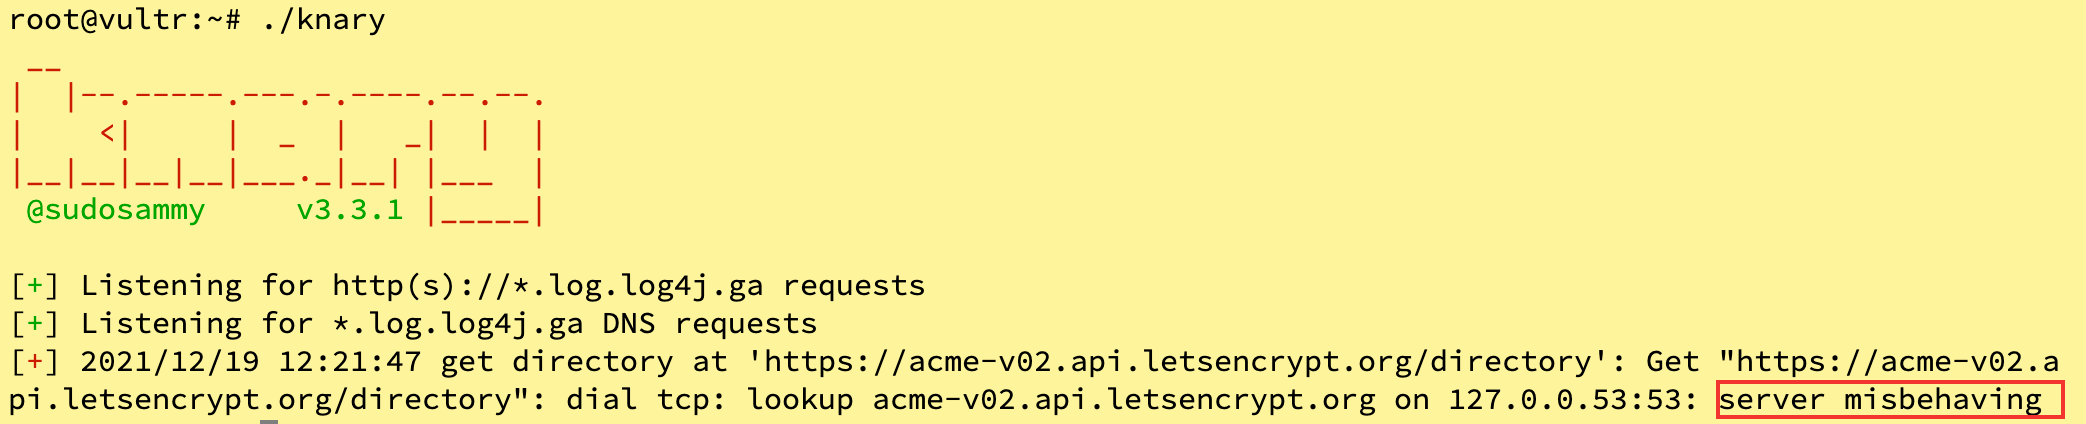 root@vultr:~# ./knary
 __
|  |--.-----.---.-.----.--.--.
|    <|     |  _  |   _|  |  |
|__|__|__|__|___._|__| |___  |
 @sudosammy     v3.3.1 |_____|
[+] Listening for http(s)://*.log.log4j.ga requests
[+] Listening for *.log.log4j.ga DNS requests
[+] 2021/12/19 12:21:47 get directory at 'https://acme-v02.api.letsencrypt.org/directory': Get "https://acme-v02.a
pi.letsencrypt.org/directory": dial tcp: lookup acme-v02.api.letsencrypt.org on 127.0.0.53:53: server misbehaving